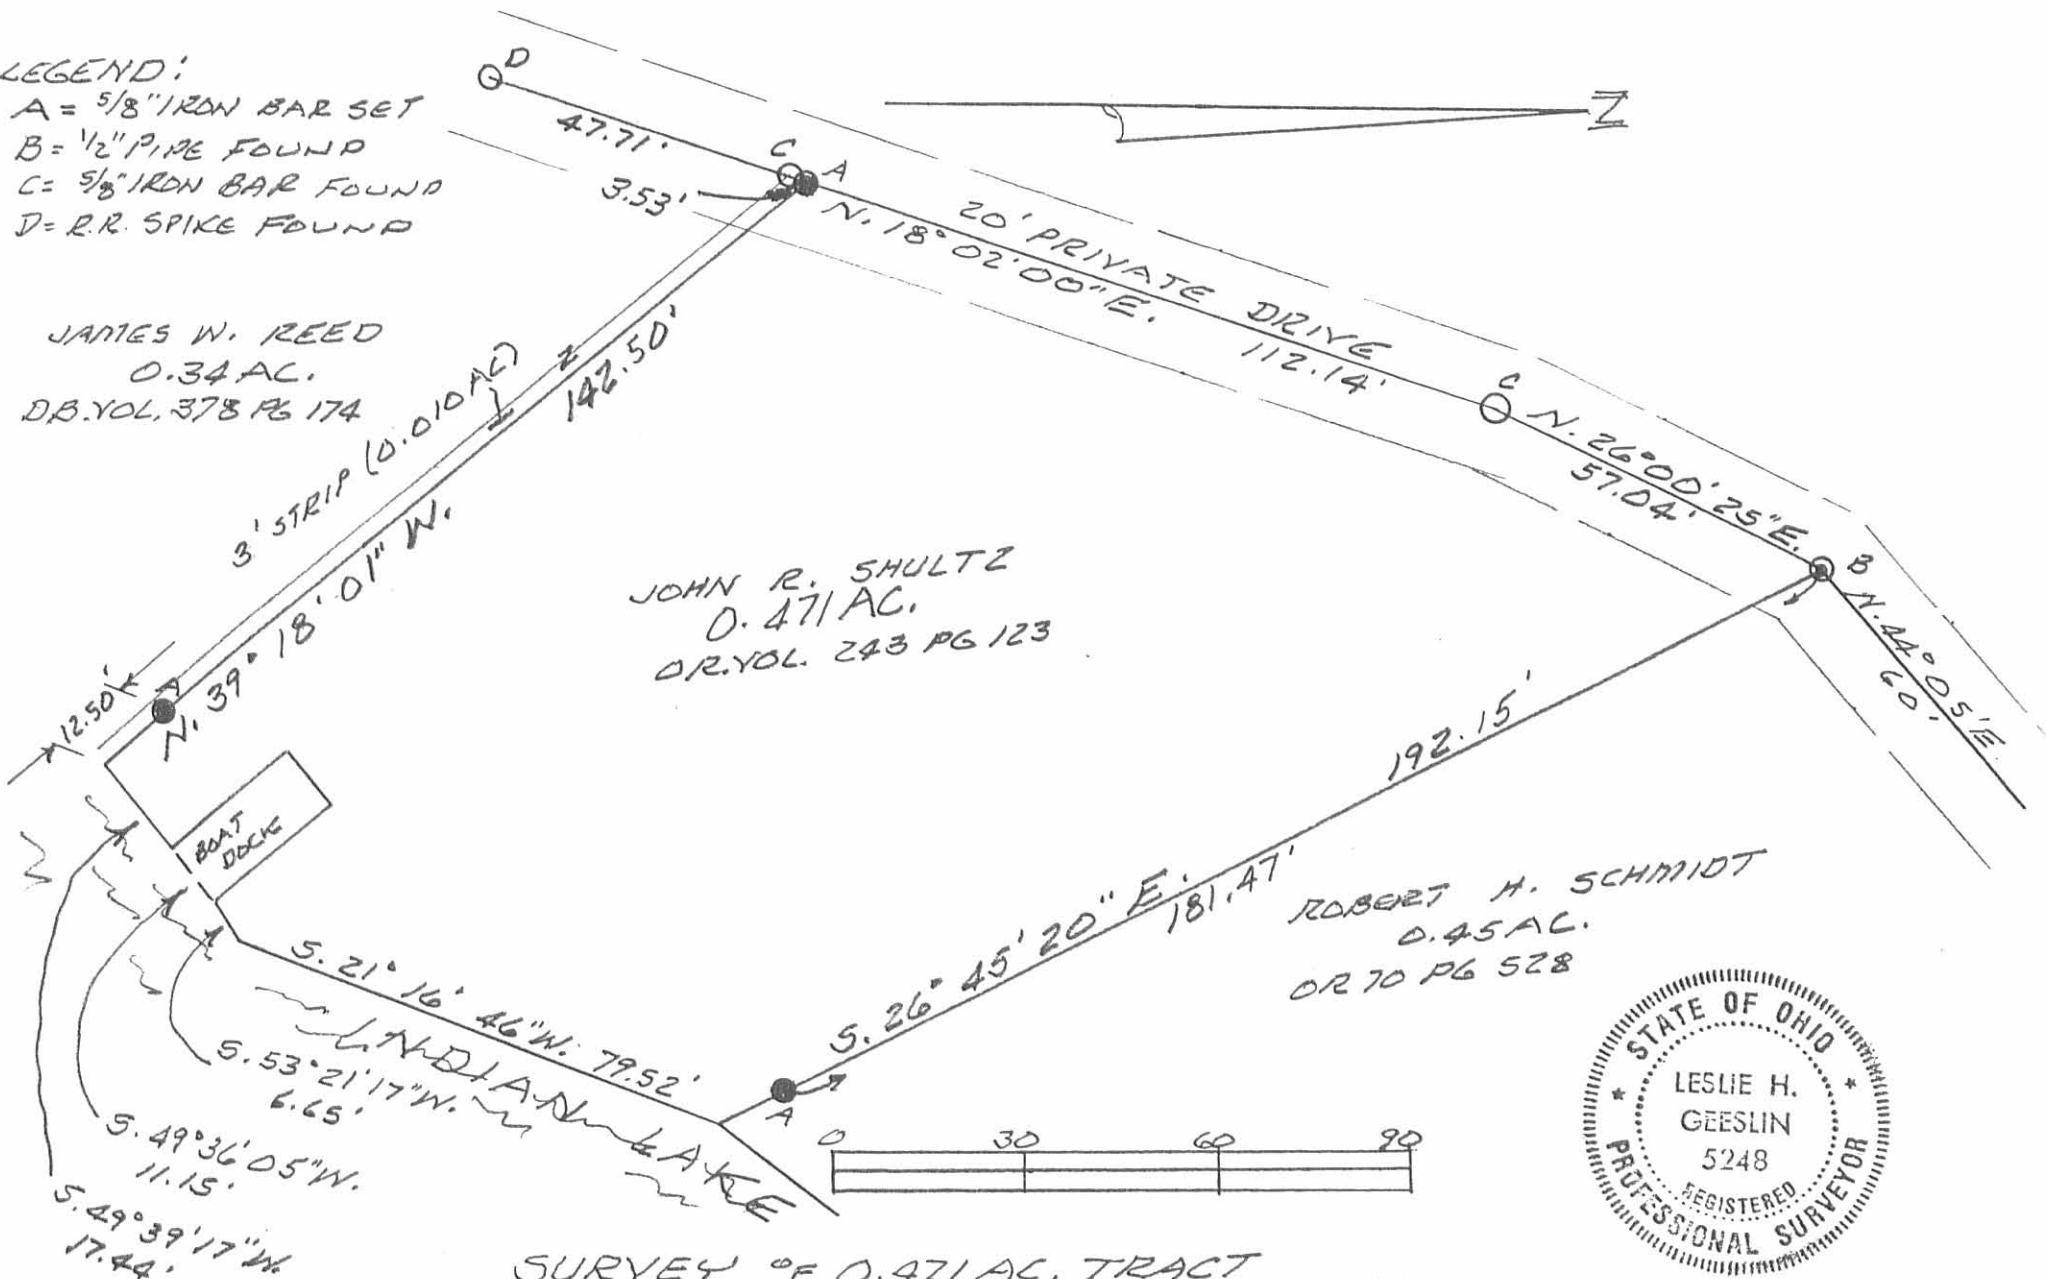 LEGEND:
A = 5/8" IRON BAR SET
B = 1/2" PIPE FOUND
C = 5/8" IRON BAR FOUND
D = R.R. SPIKE FOUND
D
47.71'
C
A
3.53'
N
N. 18° 02' 00" E.
20' PRIVATE DRIVE
112.14'
C
N. 26° 00' 25" E.
57.04'
B
N. 44° 05' E
60'
JAMES W. REED
0.34 AC.
D.B. VOL. 378 PG 174
3' STRIP (0.010 AC)
142.50'
N. 39° 18' 01" W.
12.50'
A
JOHN R. SHULTZ
0.471 AC.
OR. VOL. 243 PG 123
192.15'
S. 26° 45' 20" E.
181.47'
ROBERT H. SCHMIDT
0.45 AC.
OR 70 PG 528
BOAT
DOCK
S. 21° 16' 46" W. 79.52'
INDIAN LAKE
A
S. 53° 21' 17" W.
6.65'
S. 49° 36' 05" W.
11.15'
S. 49° 39' 17" W.
17.44'
0 30 60 90
STATE OF OHIO
LESLIE H.
GEESLIN
5248
REGISTERED
PROFESSIONAL SURVEYOR
SURVEY OF 0.471 AC. TRACT